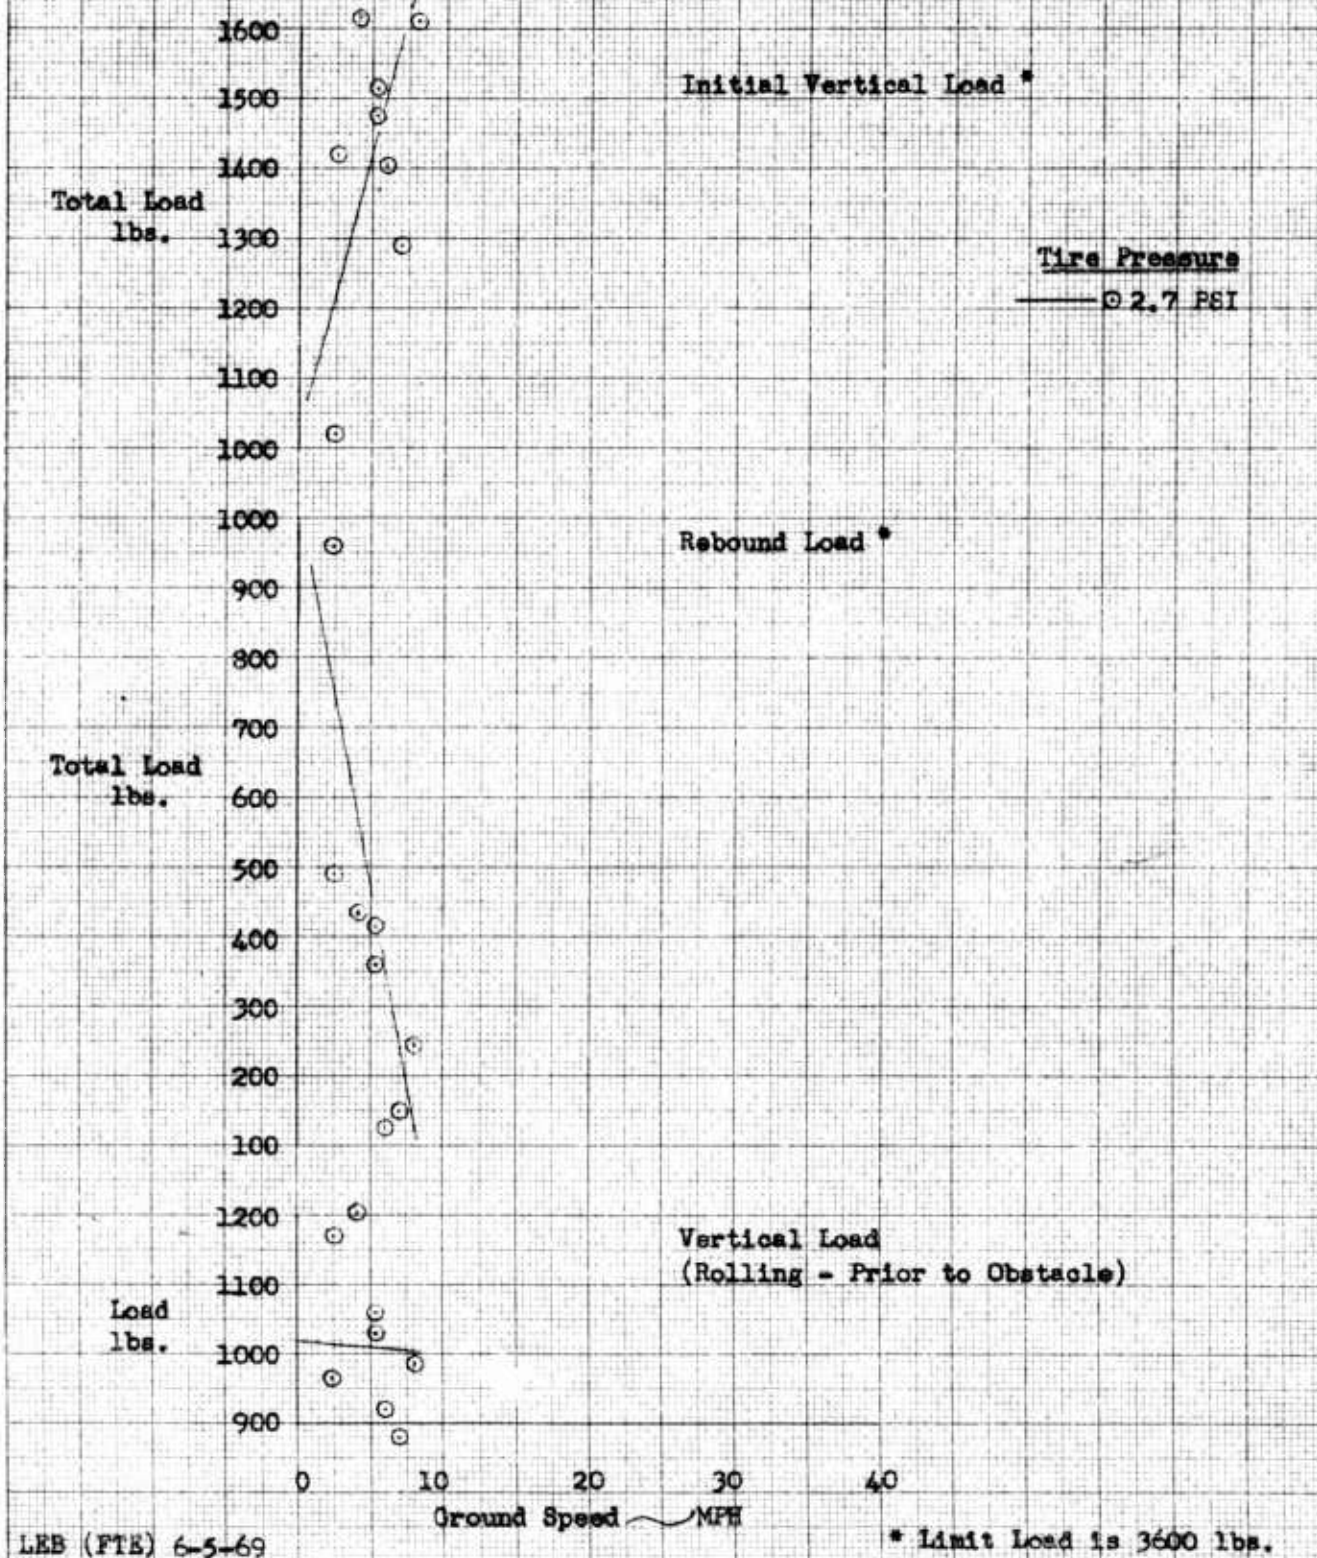 1600
Initial Vertical Load *
1500
1400
Total Load
lbs.
1300
Tire Pressure
2.7 PSI
1200
1100
1000
1000
Rebound Load *
900
800
700
Total Load
lbs.
600
500
400
300
200
100
1200
Vertical Load
(Rolling - Prior to Obstacle)
1100
Load
lbs.
1000
900
0 10 20 30 40
Ground Speed ~ MPH
LEB (FTE) 6-5-69
* Limit Load is 3600 lbs.